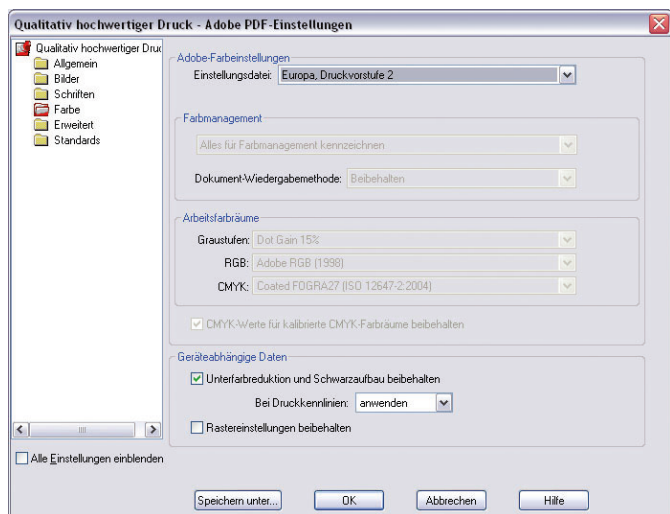 Qualitativ hochwertiger Druck - Adobe PDF-Einstellungen
Qualitativ hochwertiger Druc
Allgemein
Bilder
Schriften
Farbe
Erweitert
Standards
Alle Einstellungen einblenden
Adobe-Farbeinstellungen
Einstellungsdatei: Europa, Druckvorstufe 2
Farbmanagement
Alles für Farbmanagement kennzeichnen
Dokument-Wiedergabemethode: Beibehalten
Arbeitsfarbräume
Graustufen: Dot Gain 15%
RGB: Adobe RGB (1998)
CMYK: Coated FOGRA27 (ISO 12647-2:2004)
CMYK-Werte für kalibrierte CMYK-Farbräume beibehalten
Geräteabhängige Daten
Unterfarbreduktion und Schwarzaufbau beibehalten
Bei Druckkennlinien: anwenden
Rastereinstellungen beibehalten
Speichern unter... OK Abbrechen Hilfe